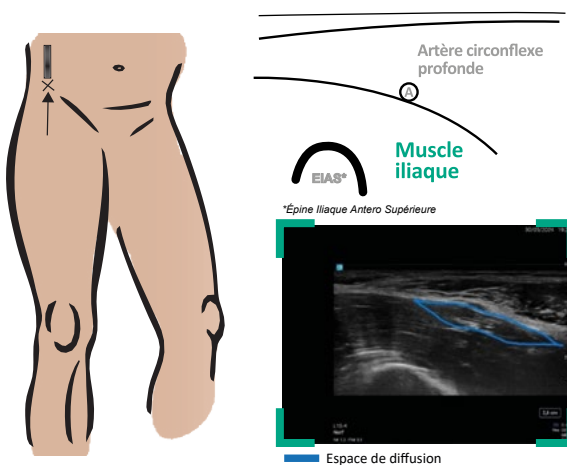 Artère circonflexe
profonde
A
Muscle
iliaque
EIAS*
*Épine Iliaque Antero Supérieure
Espace de diffusion